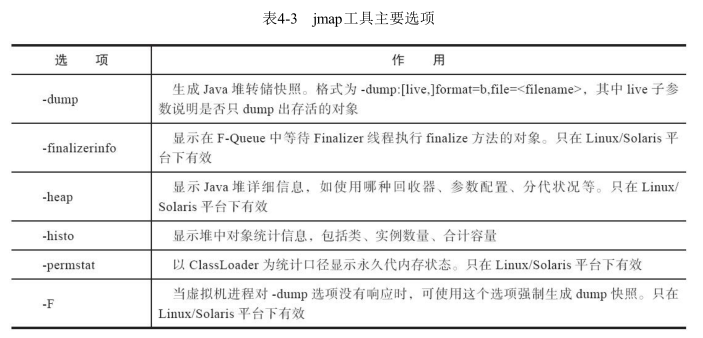 表4-3 jmap工具主要选项
选 项 作 用
-dump
生成 Java 堆转储快照。格式为 -dump:[live,]format=b,file=<filename>，其中 live 子参
数说明是否只 dump 出存活的对象
-finalizerinfo
显示在 F-Queue 中等待 Finalizer 线程执行 finalize 方法的对象。只在 Linux/Solaris 平
台下有效
-heap
显示 Java 堆详细信息，如使用哪种回收器、参数配置、分代状况等。只在 Linux/
Solaris 平台下有效
-histo
显示堆中对象统计信息，包括类、实例数量、合计容量
-permstat
以 ClassLoader 为统计口径显示永久代内存状态。只在 Linux/Solaris 平台下有效
-F
当虚拟机进程对 -dump 选项没有响应时，可使用这个选项强制生成 dump 快照。只在
Linux/Solaris 平台下有效